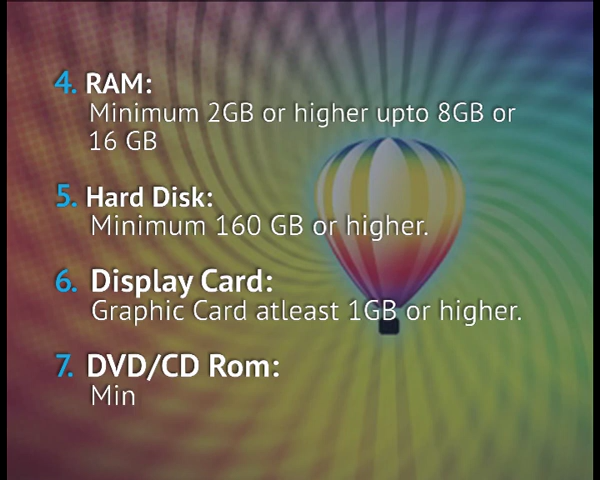 4. RAM:
Minimum 2GB or higher upto 8GB or
16 GB
5. Hard Disk:
Minimum 160 GB or higher.
6. Display Card:
Graphic Card atleast 1GB or higher.
7. DVD/CD Rom:
Min